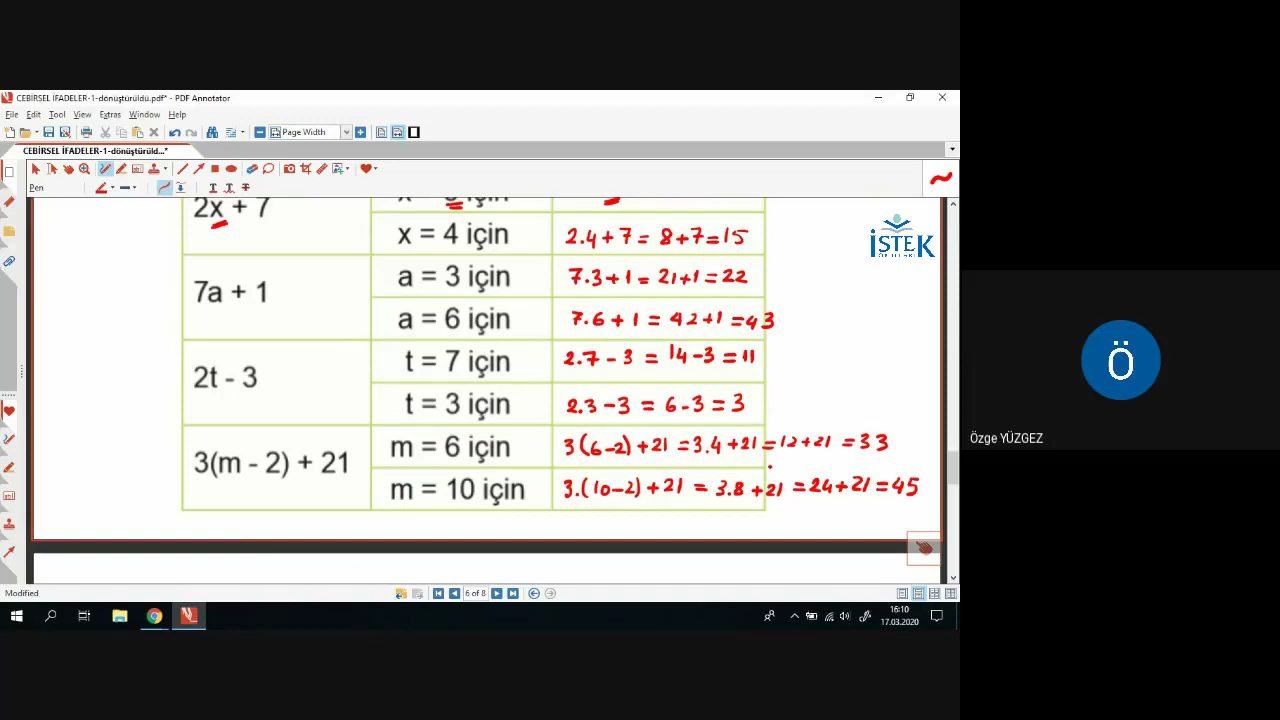 CEBİRSEL İFADELER-1-dönüştürüldü.pdf* - PDF Annotator
File Edit Tool View Extras Window Help
Page Width
CEBİRSEL İFADELER-1-dönüştürüld...*
Pen
2x + 7
x = 4 için
2.4 + 7 = 8+7=15
7a + 1
a = 3 için
7.3+1 = 21+1=22
a = 6 için
7.6+1 = 42+1=43
2t - 3
t = 7 için
2.7 - 3 = 14-3=11
t = 3 için
2.3-3 = 6-3=3
3(m - 2) + 21
m = 6 için
3(6-2)+21 =3.4+21=12+21 =33
m = 10 için
3.(10-2)+21 = 3.8+21 =24+21=45
İSTEK
Özge YÜZGEZ
Ö
Modified
6 of 8
16:10
17.03.2020